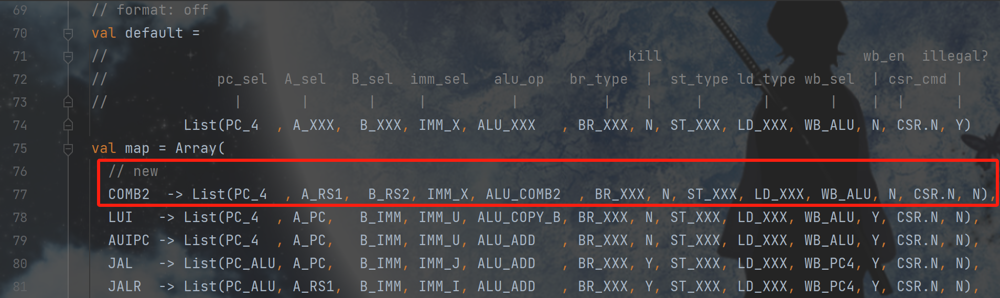 69 // format: off
70 val default =
71 // kill wb_en illegal?
72 // pc_sel A_sel B_sel imm_sel alu_op br_type | st_type ld_type wb_sel | csr_cmd |
73 // | | | | | | | | | | | | |
74 List(PC_4 , A_XXX, B_XXX, IMM_X, ALU_XXX , BR_XXX, N, ST_XXX, LD_XXX, WB_ALU, N, CSR.N, Y)
75 val map = Array(
76 // new
77 COMB2 -> List(PC_4 , A_RS1, B_RS2, IMM_X, ALU_COMB2 , BR_XXX, N, ST_XXX, LD_XXX, WB_ALU, N, CSR.N, N),
78 LUI -> List(PC_4 , A_PC, B_IMM, IMM_U, ALU_COPY_B, BR_XXX, N, ST_XXX, LD_XXX, WB_ALU, Y, CSR.N, N),
79 AUIPC -> List(PC_4 , A_PC, B_IMM, IMM_U, ALU_ADD , BR_XXX, N, ST_XXX, LD_XXX, WB_ALU, Y, CSR.N, N),
80 JAL -> List(PC_ALU, A_PC, B_IMM, IMM_J, ALU_ADD , BR_XXX, Y, ST_XXX, LD_XXX, WB_PC4, Y, CSR.N, N),
81 JALR -> List(PC_ALU, A_RS1, B_IMM, IMM_I, ALU_ADD , BR_XXX, Y, ST_XXX, LD_XXX, WB_PC4, Y, CSR.N, N),